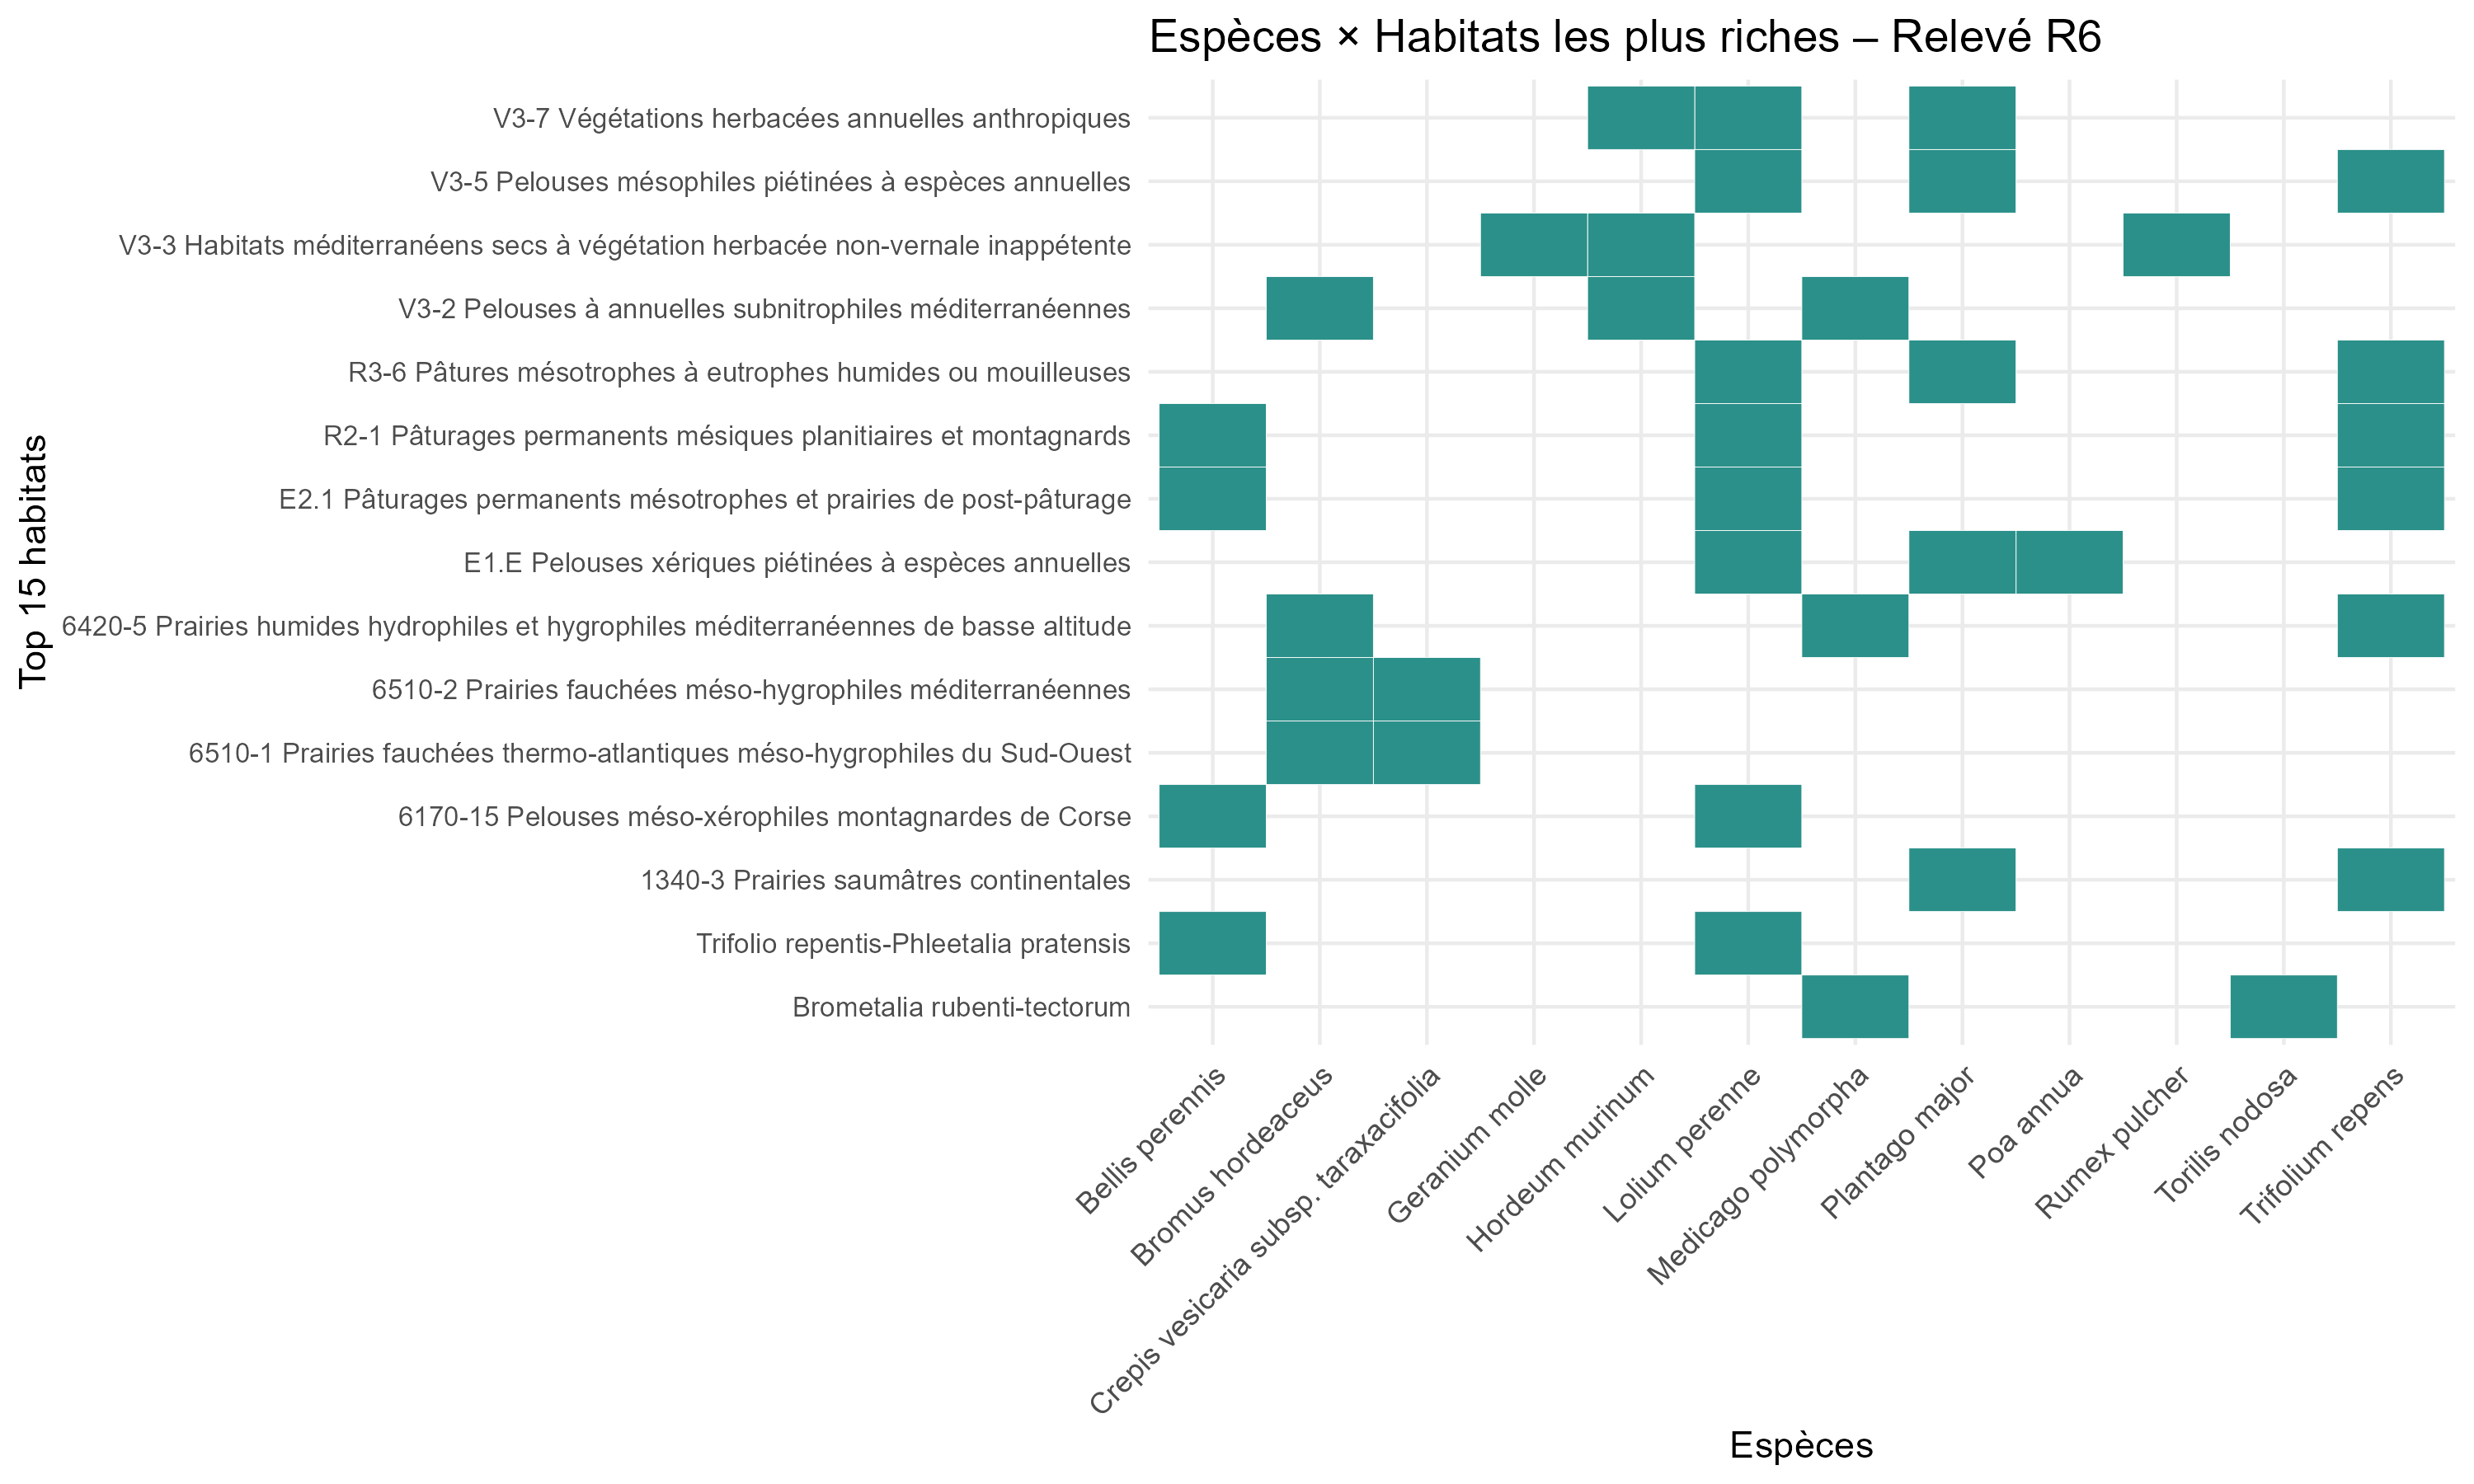 Espèces × Habitats les plus riches – Relevé R6
Top 15 habitats
V3-7 Végétations herbacées annuelles anthropiques
V3-5 Pelouses mésophiles piétinées à espèces annuelles
V3-3 Habitats méditerranéens secs à végétation herbacée non-vernale inappétente
V3-2 Pelouses à annuelles subnitrophiles méditerranéennes
R3-6 Pâtures mésotrophes à eutrophes humides ou mouilleuses
R2-1 Pâturages permanents mésiques planitiaires et montagnards
E2.1 Pâturages permanents mésotrophes et prairies de post-pâturage
E1.E Pelouses xériques piétinées à espèces annuelles
6420-5 Prairies humides hydrophiles et hygrophiles méditerranéennes de basse altitude
6510-2 Prairies fauchées méso-hygrophiles méditerranéennes
6510-1 Prairies fauchées thermo-atlantiques méso-hygrophiles du Sud-Ouest
6170-15 Pelouses méso-xérophiles montagnardes de Corse
1340-3 Prairies saumâtres continentales
Trifolio repentis-Phleetalia pratensis
Brometalia rubenti-tectorum
Bellis perennis
Bromus hordeaceus
Crepis vesicaria subsp. taraxacifolia
Geranium molle
Hordeum murinum
Lolium perenne
Medicago polymorpha
Plantago major
Poa annua
Rumex pulcher
Torilis nodosa
Trifolium repens
Espèces